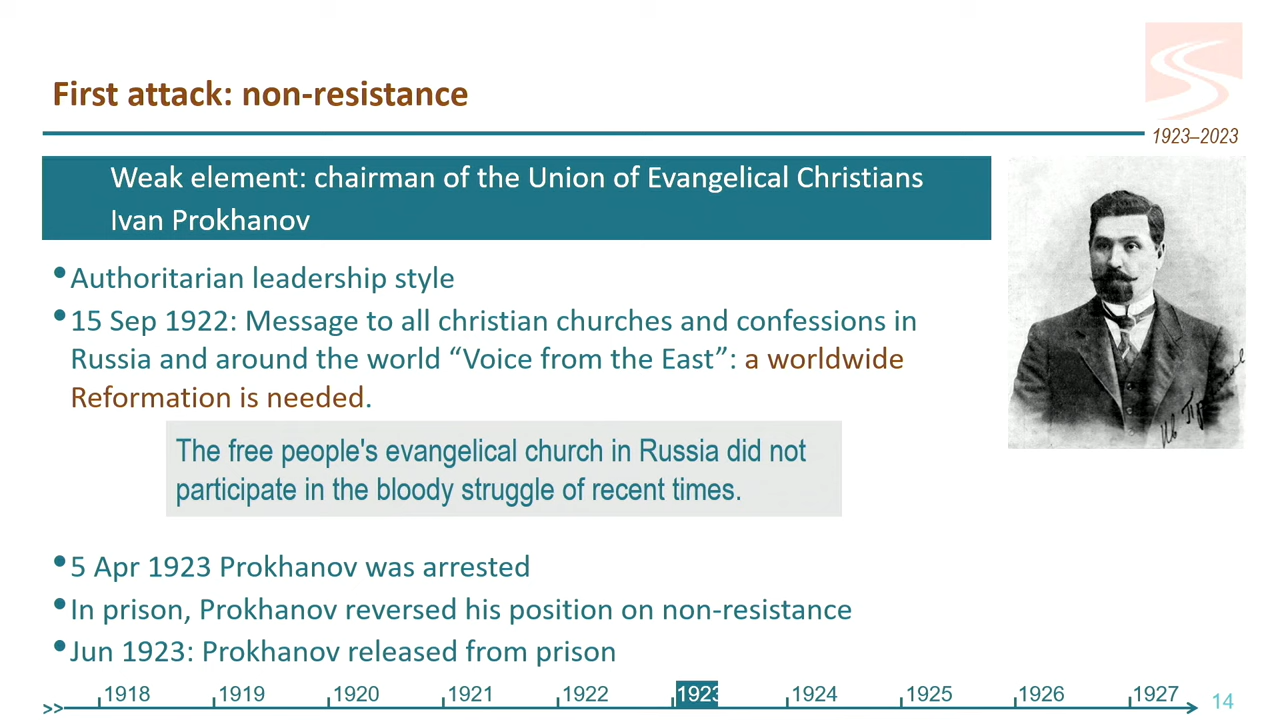 First attack: non-resistance
1923–2023
Weak element: chairman of the Union of Evangelical Christians
Ivan Prokhanov
•Authoritarian leadership style
•15 Sep 1922: Message to all christian churches and confessions in
Russia and around the world “Voice from the East”: a worldwide
Reformation is needed.
The free people's evangelical church in Russia did not
participate in the bloody struggle of recent times.
•5 Apr 1923 Prokhanov was arrested
•In prison, Prokhanov reversed his position on non-resistance
•Jun 1923: Prokhanov released from prison
>> 1918 1919 1920 1921 1922 1923 1924 1925 1926 1927 14